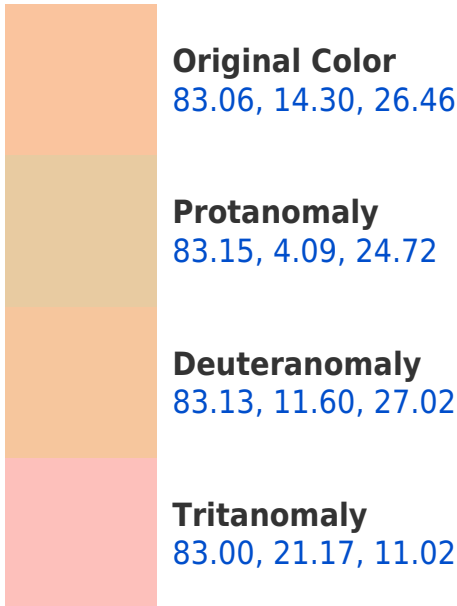 Original Color
83.06, 14.30, 26.46
Protanomaly
83.15, 4.09, 24.72
Deuteranomaly
83.13, 11.60, 27.02
Tritanomaly
83.00, 21.17, 11.02